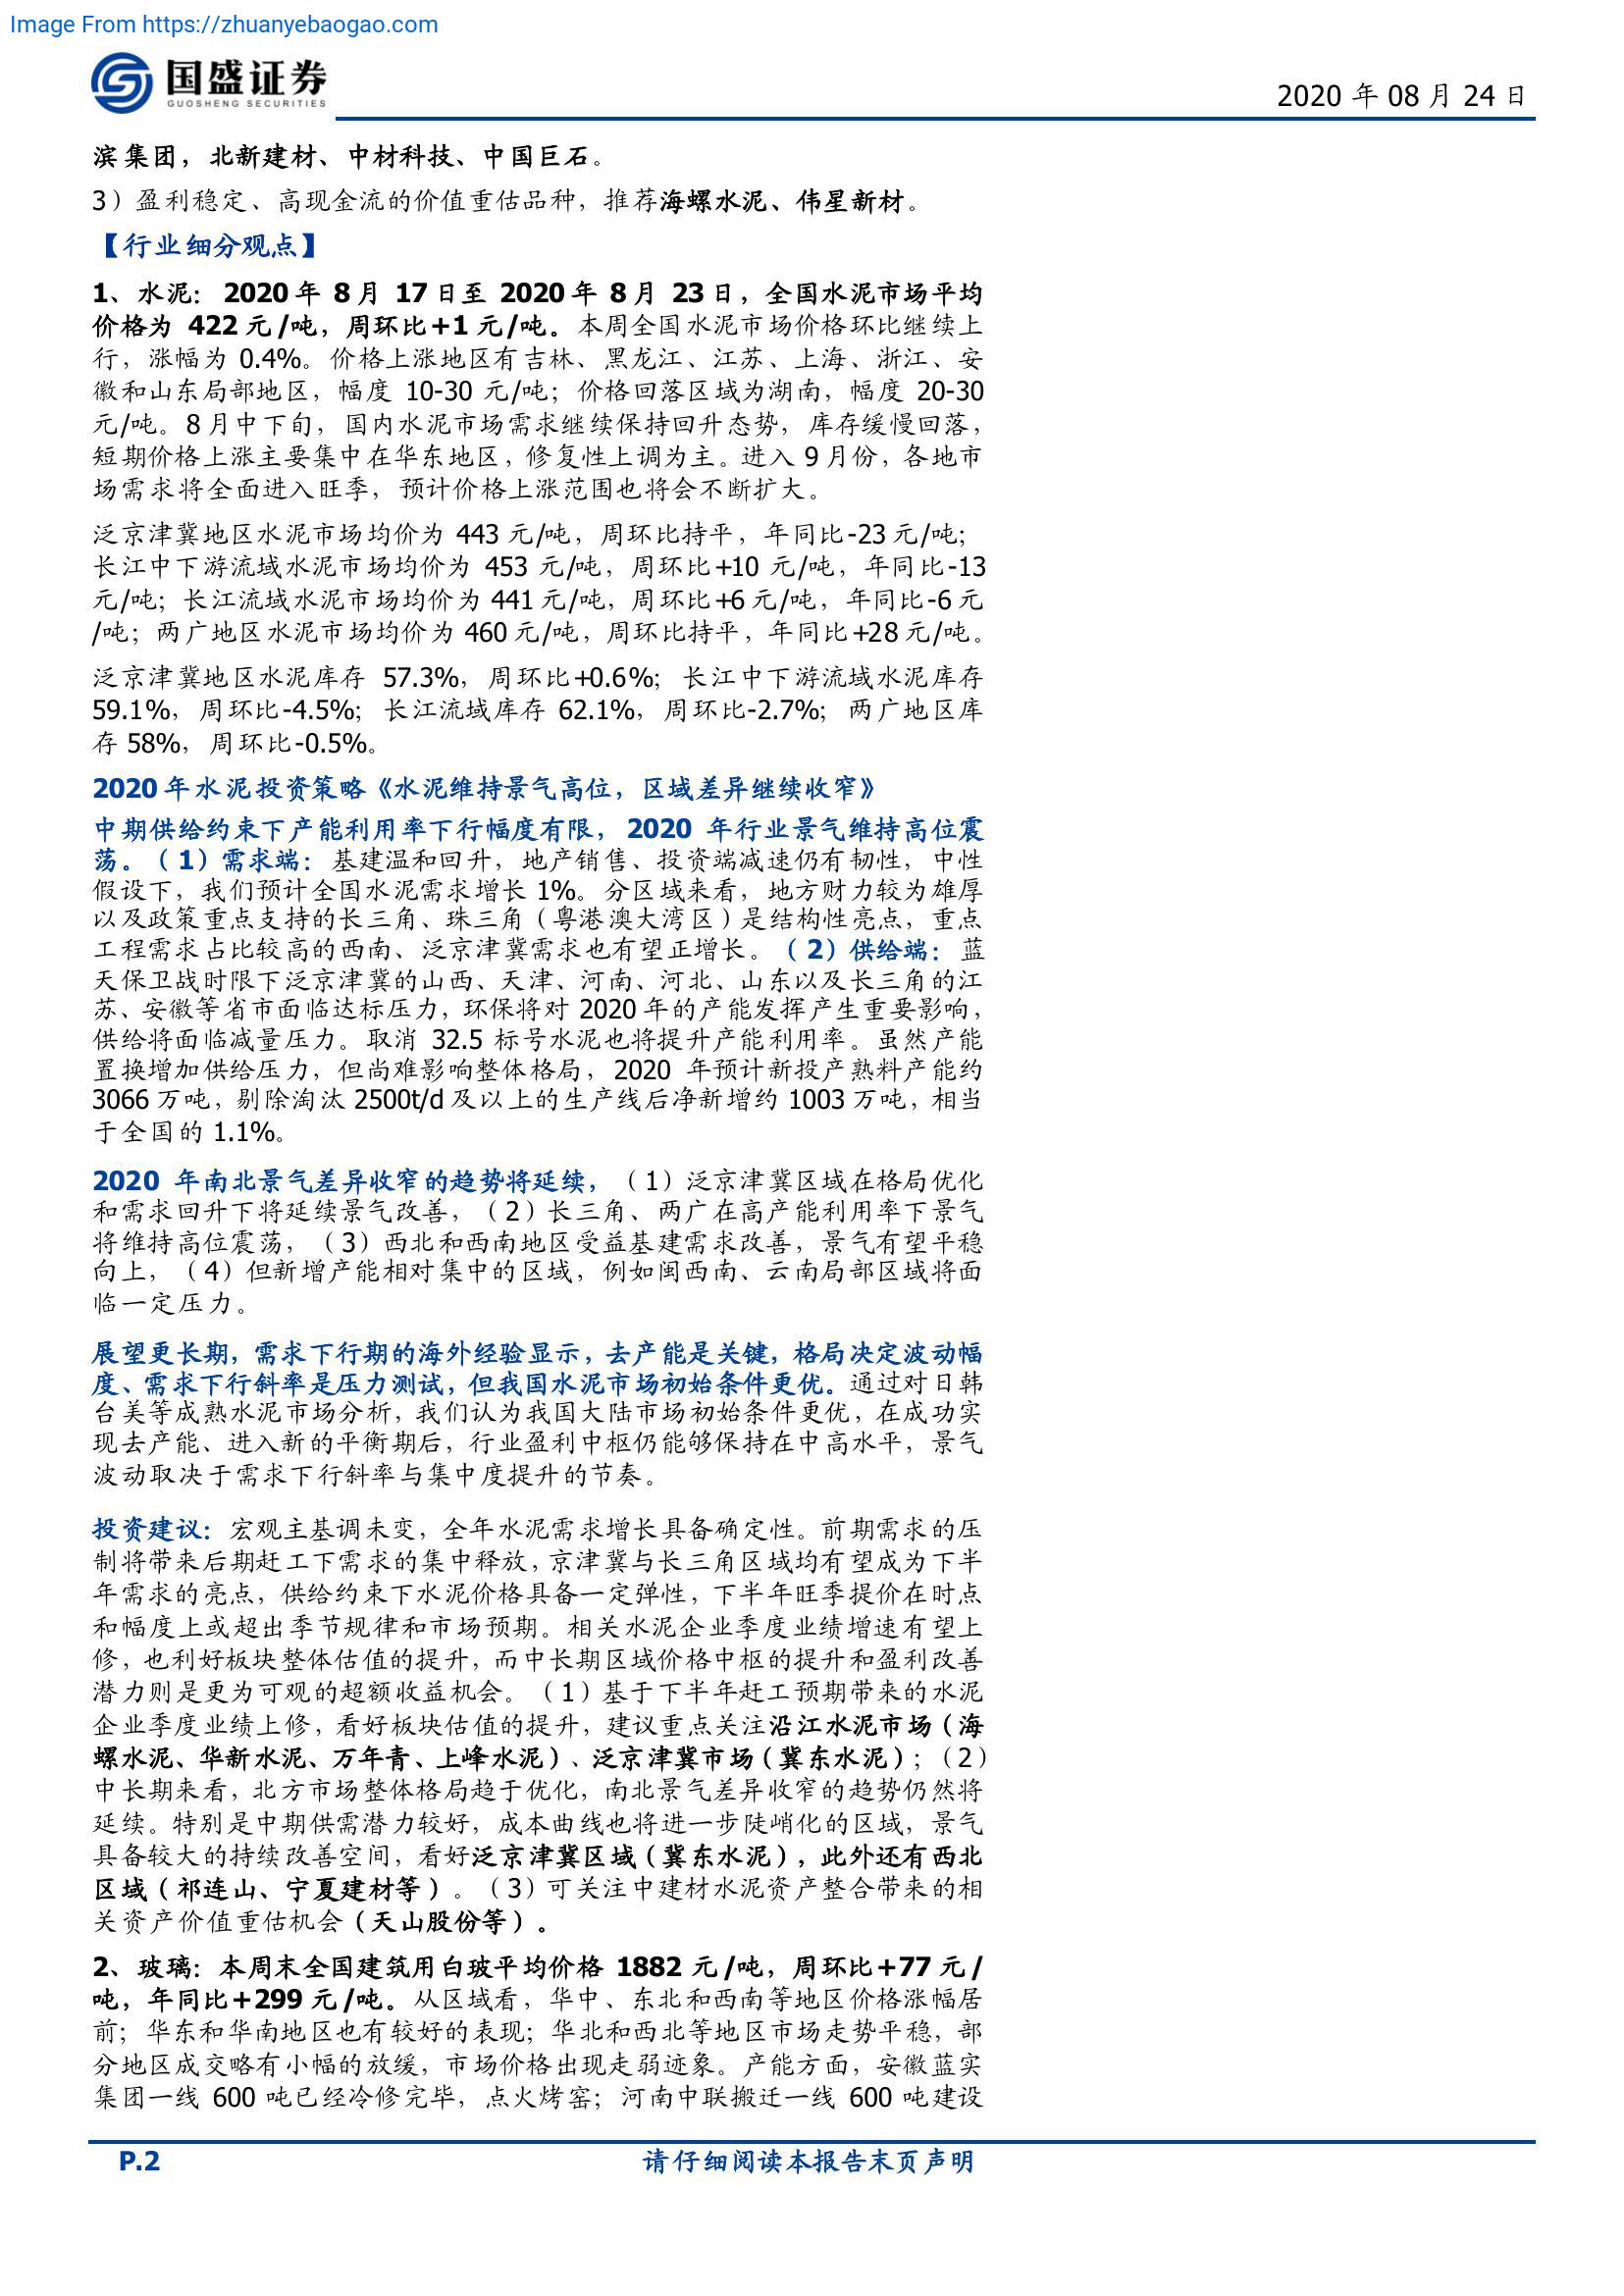 Image From https://zhuanyebaogao.com
国盛证券
GUOSHENG SECURITIES
2020 年 08 月 24 日
滨集团，北新建材、中材科技、中国巨石。
3）盈利稳定、高现金流的价值重估品种，推荐海螺水泥、伟星新材。
【行业细分观点】
1、水泥： 2020 年 8 月 17 日至 2020 年 8 月 23 日，全国水泥市场平均
价格为 422 元/吨，周环比+1 元/吨。本周全国水泥市场价格环比继续上
行，涨幅为 0.4%。价格上涨地区有吉林、黑龙江、江苏、上海、浙江、安
徽和山东局部地区，幅度 10-30 元/吨；价格回落区域为湖南，幅度 20-30
元/吨。8 月中下旬，国内水泥市场需求继续保持回升态势，库存缓慢回落，
短期价格上涨主要集中在华东地区，修复性上调为主。进入 9 月份，各地市
场需求将全面进入旺季，预计价格上涨范围也将会不断扩大。
泛京津冀地区水泥市场均价为 443 元/吨，周环比持平，年同比-23 元/吨；
长江中下游流域水泥市场均价为 453 元/吨，周环比+10 元/吨，年同比-13
元/吨；长江流域水泥市场均价为 441 元/吨，周环比+6 元/吨，年同比-6 元
/吨；两广地区水泥市场均价为 460 元/吨，周环比持平，年同比+28 元/吨。
泛京津冀地区水泥库存 57.3%，周环比+0.6%；长江中下游流域水泥库存
59.1%，周环比-4.5%；长江流域库存 62.1%，周环比-2.7%；两广地区库
存 58%，周环比-0.5%。
2020 年水泥投资策略《水泥维持景气高位，区域差异继续收窄》
中期供给约束下产能利用率下行幅度有限， 2020 年行业景气维持高位震
荡。（1）需求端：基建温和回升，地产销售、投资端减速仍有韧性，中性
假设下，我们预计全国水泥需求增长 1%。分区域来看，地方财力较为雄厚
以及政策重点支持的长三角、珠三角（粤港澳大湾区）是结构性亮点，重点
工程需求占比较高的西南、泛京津冀需求也有望正增长。（2）供给端：蓝
天保卫战时限下泛京津冀的山西、天津、河南、河北、山东以及长三角的江
苏、安徽等省市面临达标压力，环保将对 2020 年的产能发挥产生重要影响，
供给将面临减量压力。取消 32.5 标号水泥也将提升产能利用率。虽然产能
置换增加供给压力，但尚难影响整体格局，2020 年预计新投产熟料产能约
3066 万吨，剔除淘汰 2500t/d 及以上的生产线后净新增约 1003 万吨，相当
于全国的 1.1%。
2020 年南北景气差异收窄的趋势将延续，（1）泛京津冀区域在格局优化
和需求回升下将延续景气改善，（2）长三角、两广在高产能利用率下景气
将维持高位震荡，（3）西北和西南地区受益基建需求改善，景气有望平稳
向上，（4）但新增产能相对集中的区域，例如闽西南、云南局部区域将面
临一定压力。
展望更长期，需求下行期的海外经验显示，去产能是关键，格局决定波动幅
度、需求下行斜率是压力测试，但我国水泥市场初始条件更优。通过对日韩
台美等成熟水泥市场分析，我们认为我国大陆市场初始条件更优，在成功实
现去产能、进入新的平衡期后，行业盈利中枢仍能够保持在中高水平，景气
波动取决于需求下行斜率与集中度提升的节奏。
投资建议：宏观主基调未变，全年水泥需求增长具备确定性。前期需求的压
制将带来后期赶工下需求的集中释放，京津冀与长三角区域均有望成为下半
年需求的亮点，供给约束下水泥价格具备一定弹性，下半年旺季提价在时点
和幅度上或超出季节规律和市场预期。相关水泥企业季度业绩增速有望上
修，也利好板块整体估值的提升，而中长期区域价格中枢的提升和盈利改善
潜力则是更为可观的超额收益机会。（1）基于下半年赶工预期带来的水泥
企业季度业绩上修，看好板块估值的提升，建议重点关注沿江水泥市场（海
螺水泥、华新水泥、万年青、上峰水泥）、泛京津冀市场（冀东水泥）；（2）
中长期来看，北方市场整体格局趋于优化，南北景气差异收窄的趋势仍然将
延续。特别是中期供需潜力较好，成本曲线也将进一步陡峭化的区域，景气
具备较大的持续改善空间，看好泛京津冀区域（冀东水泥），此外还有西北
区域（祁连山、宁夏建材等）。（3）可关注中建材水泥资产整合带来的相
关资产价值重估机会（天山股份等）。
2、玻璃：本周末全国建筑用白玻平均价格 1882 元/吨，周环比+77 元/
吨，年同比+299 元/吨。从区域看，华中、东北和西南等地区价格涨幅居
前；华东和华南地区也有较好的表现；华北和西北等地区市场走势平稳，部
分地区成交略有小幅的放缓，市场价格出现走弱迹象。产能方面，安徽蓝实
集团一线 600 吨已经冷修完毕，点火烤窑；河南中联搬迁一线 600 吨建设
P.2
请仔细阅读本报告末页声明